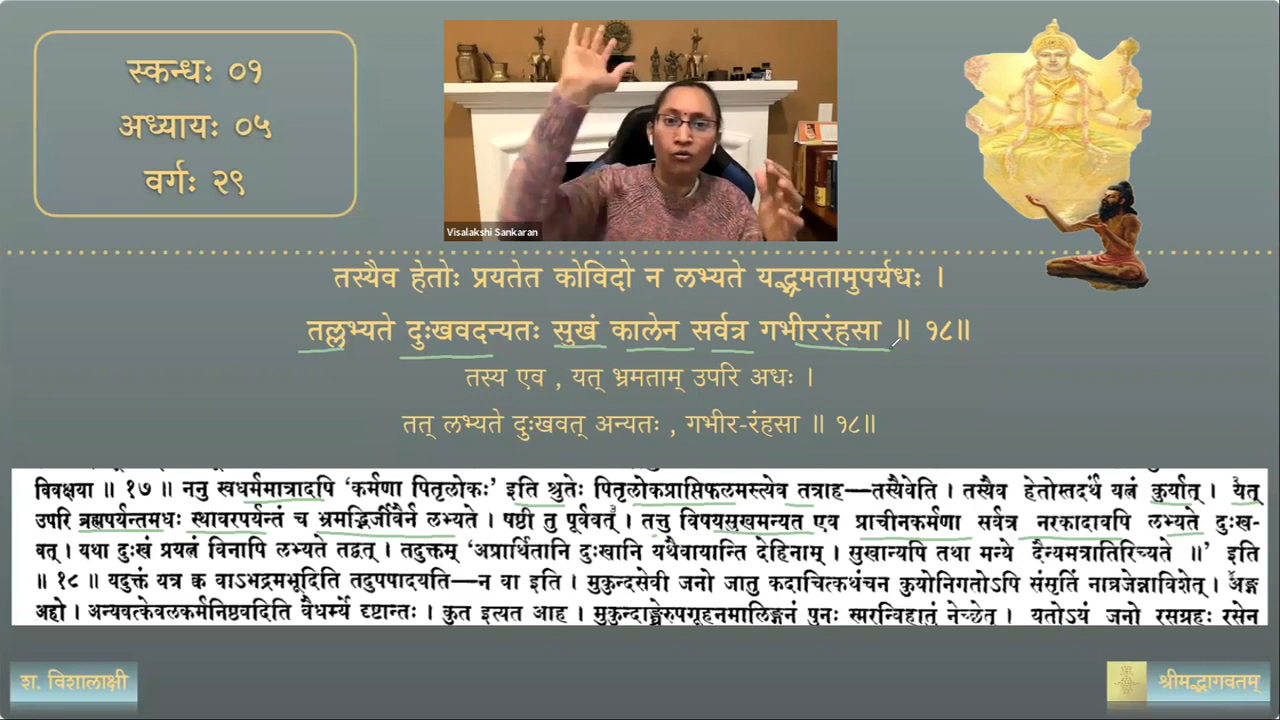 स्कन्धः ०१
अध्यायः ०५
वर्गः २९
Visalakshi Sankaran
तस्यैव हेतोः प्रयतेत कोविदो न लभ्यते यद्भ्रमतामुपर्यधः ।
तल्लभ्यते दुःखवदन्यतः सुखं कालेन सर्वत्र गभीररंहसा ॥ १८॥
तस्य एव , यत् भ्रमताम् उपरि अधः ।
तत् लभ्यते दुःखवत् अन्यतः , गभीर-रंहसा ॥ १८॥
विवक्षया ॥ १७ ॥ ननु स्वधर्ममात्रादपि ‘कर्मणा पितृलोकः’ इति श्रुतेः पितृलोकप्राप्तिफलमस्त्येव तत्राह—तस्यैवेति । तस्यैव हेतोस्तदर्थं यत्नं कुर्यात् । यत्
उपरि ब्रह्मपर्यन्तमधः स्थावरपर्यन्तं च भ्रमद्भिर्जीवैर्न लभ्यते । षष्ठी तु पूर्ववत् । तत्तु विषयसुखमन्यत एव प्राचीनकर्मणा सर्वत्र नरकादावपि लभ्यते दुःख-
वत् । यथा दुःखं प्रयत्नं विनापि लभ्यते तद्वत् । तदुक्तम् ‘अप्रार्थितानि दुःखानि यथैवायान्ति देहिनाम् । सुखान्यपि तथा मन्ये दैन्यमत्रातिरिच्यते ॥’ इति
॥ १८ ॥ यदुक्तं यत्र क्व वाऽभद्रमभूदिति तदुपपादयति—न वा इति । मुकुन्दसेवी जनो जातु कदाचित्कथंचन कुयोनिगतोऽपि संसृतिं नाव्रजेन्नाविशेत् । अङ्ग
अहो । अन्यवत्केवलकर्मनिष्ठवदिति वैधर्म्ये दृष्टान्तः । कुत इत्यत आह । मुकुन्दाङ्घ्रेरुपगूहनमालिङ्गनं पुनः स्मरन्विहातुं नेच्छेत् । यतोऽयं जनो रसग्रहः रसेन
श. विशालाक्षी
श्रीमद्भागवतम्